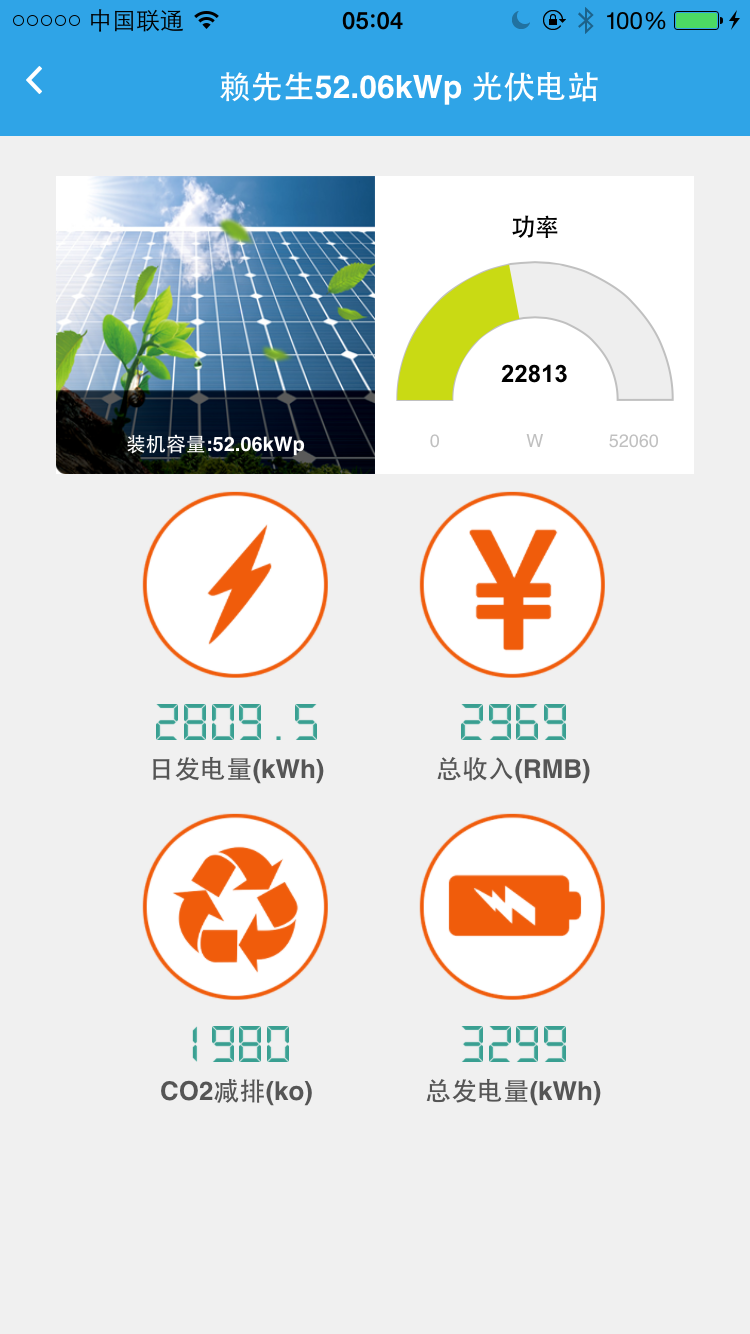 中国联通 05:04 100%
赖先生52.06kWp 光伏电站
功率
22813
0 W 52060
装机容量:52.06kWp
2809.5 2969
日发电量(kWh) 总收入(RMB)
1980 3299
CO2减排(ko) 总发电量(kWh)